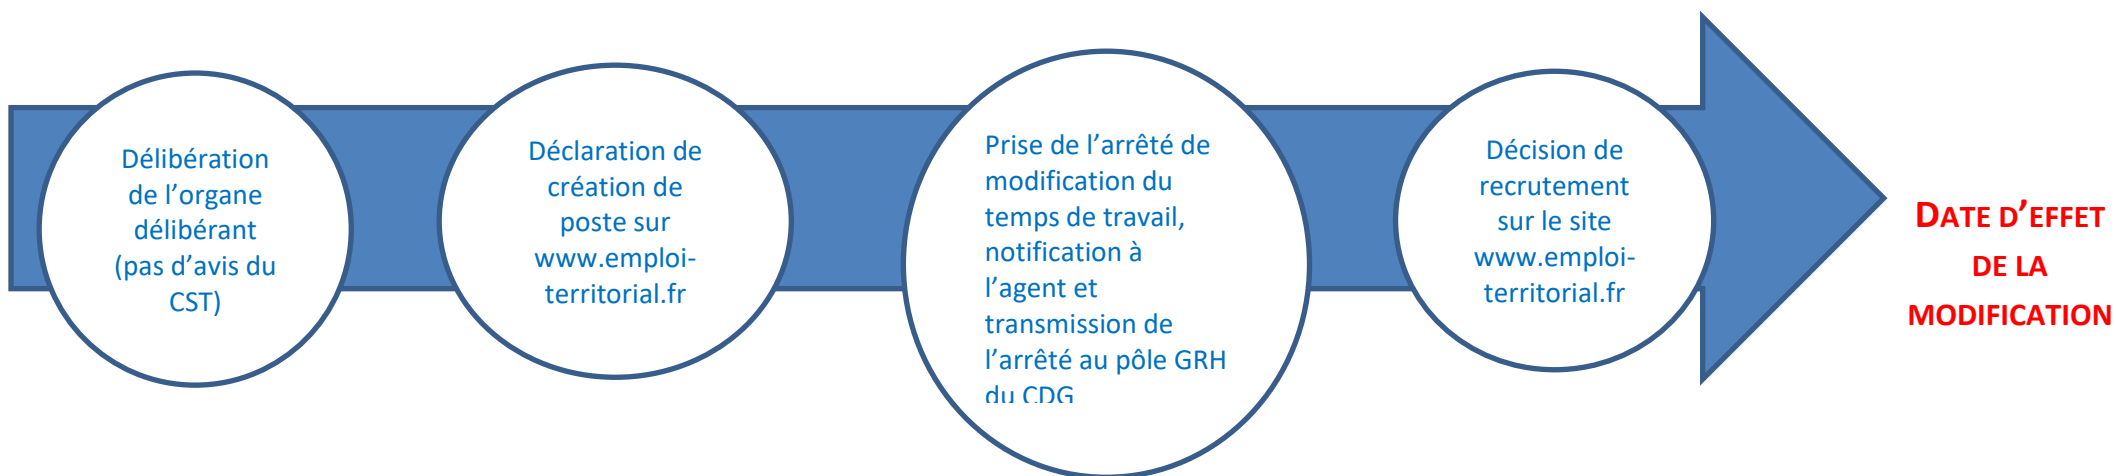 Délibération
de l’organe
délibérant
(pas d’avis du
CST)
Déclaration de
création de
poste sur
www.emploi-
territorial.fr
Prise de l’arrêté de
modification du
temps de travail,
notification à
l’agent et
transmission de
l’arrêté au pôle GRH
du CDG
Décision de
recrutement
sur le site
www.emploi-
territorial.fr
DATE D’EFFET
DE LA
MODIFICATION